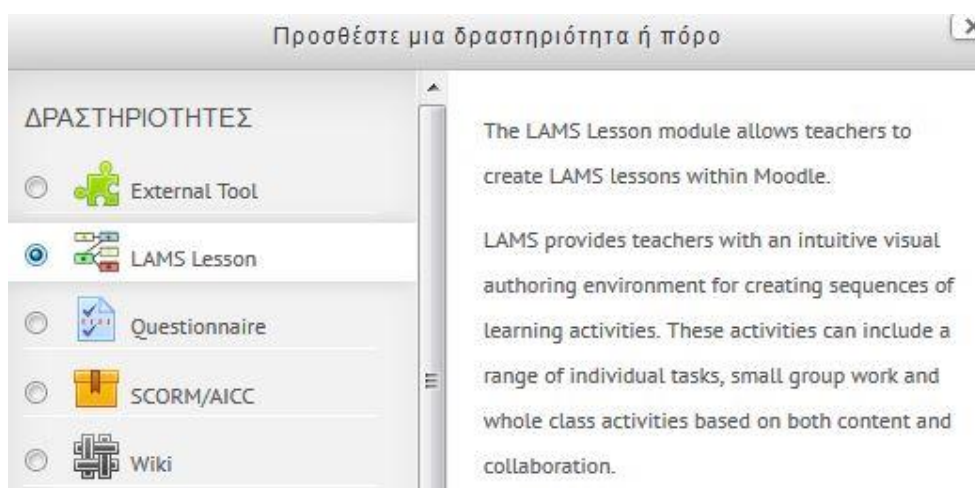 Προσθέστε μια δραστηριότητα ή πόρο
ΔΡΑΣΤΗΡΙΟΤΗΤΕΣ
External Tool
LAMS Lesson
Questionnaire
SCORM/AICC
Wiki
The LAMS Lesson module allows teachers to
create LAMS lessons within Moodle.
LAMS provides teachers with an intuitive visual
authoring environment for creating sequences of
learning activities. These activities can include a
range of individual tasks, small group work and
whole class activities based on both content and
collaboration.